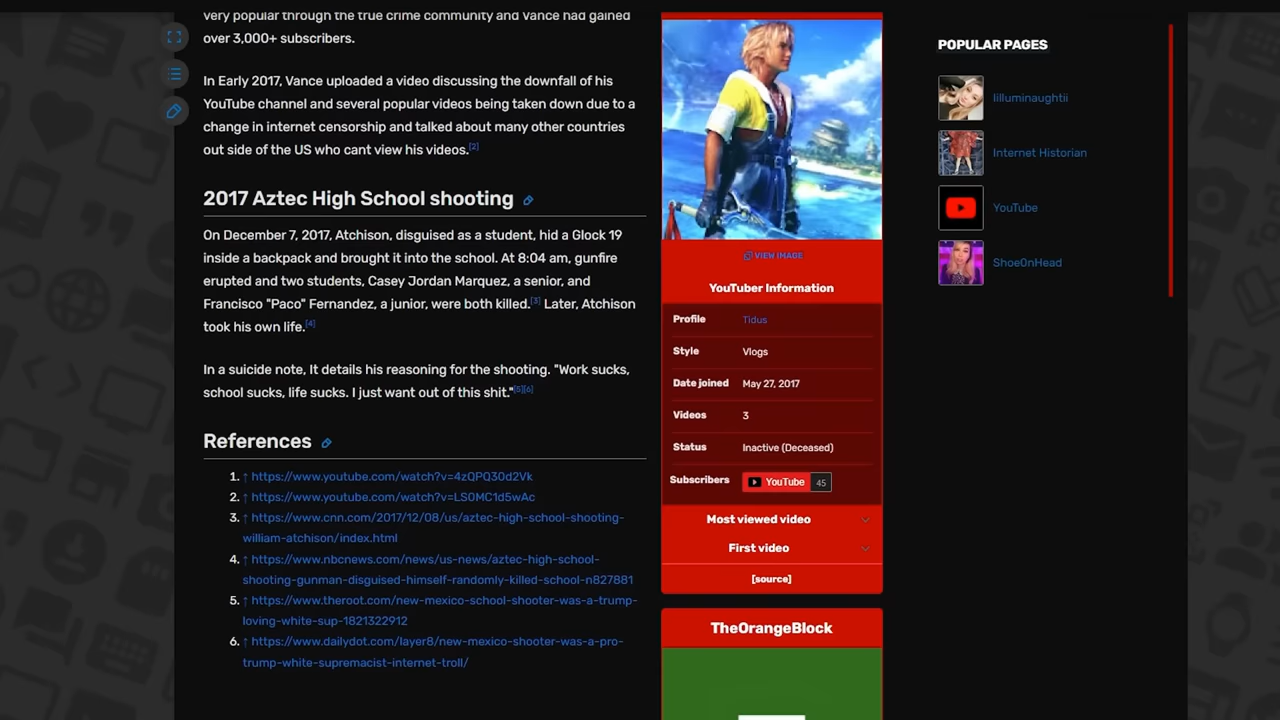 very popular through the true crime community and Vance had gained
over 3,000+ subscribers.
In Early 2017, Vance uploaded a video discussing the downfall of his
YouTube channel and several popular videos being taken down due to a
change in internet censorship and talked about many other countries
out side of the US who cant view his videos.[2]
2017 Aztec High School shooting
On December 7, 2017, Atchison, disguised as a student, hid a Glock 19
inside a backpack and brought it into the school. At 8:04 am, gunfire
erupted and two students, Casey Jordan Marquez, a senior, and
Francisco "Paco" Fernandez, a junior, were both killed.[3] Later, Atchison
took his own life.[4]
In a suicide note, It details his reasoning for the shooting. "Work sucks,
school sucks, life sucks. I just want out of this shit."[5][6]
References
1. ↑ https://www.youtube.com/watch?v=4zQPQ30d2Vk
2. ↑ https://www.youtube.com/watch?v=LS0MC1d5wAc
3. ↑ https://www.cnn.com/2017/12/08/us/aztec-high-school-shooting-
william-atchison/index.html
4. ↑ https://www.nbcnews.com/news/us-news/aztec-high-school-
shooting-gunman-disguised-himself-randomly-killed-school-n827881
5. ↑ https://www.theroot.com/new-mexico-school-shooter-was-a-trump-
loving-white-sup-1821322912
6. ↑ https://www.dailydot.com/layer8/new-mexico-shooter-was-a-pro-
trump-white-supremacist-internet-troll/
VIEW IMAGE
YouTuber Information
Profile Tidus
Style Vlogs
Date joined May 27, 2017
Videos 3
Status Inactive (Deceased)
Subscribers YouTube 45
Most viewed video
First video
[source]
TheOrangeBlock
POPULAR PAGES
Iilluminaughtii
Internet Historian
YouTube
ShoeOnHead